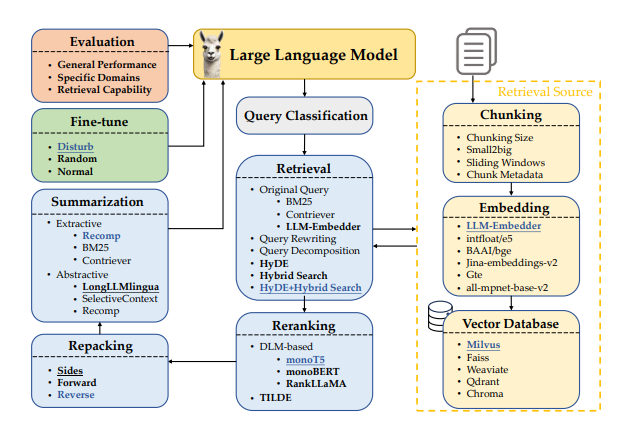 Evaluation
General Performance
Specific Domains
Retrieval Capability
Large Language Model
Fine-tune
Disturb
Random
Normal
Query Classification
Summarization
Extractive
Recomp
BM25
Contriever
Abstractive
LongLLMlingua
SelectiveContext
Recomp
Retrieval
Original Query
BM25
Contriever
LLM-Embedder
Query Rewriting
Query Decomposition
HyDE
Hybrid Search
HyDE+Hybrid Search
Repacking
Sides
Forward
Reverse
Reranking
DLM-based
monoT5
monoBERT
RankLLaMA
TILDE
Retrieval Source
Chunking
Chunking Size
Small2big
Sliding Windows
Chunk Metadata
Embedding
LLM-Embedder
intfloat/e5
BAAI/bge
Jina-embeddings-v2
Gte
all-mpnet-base-v2
Vector Database
Milvus
Faiss
Weaviate
Qdrant
Chroma